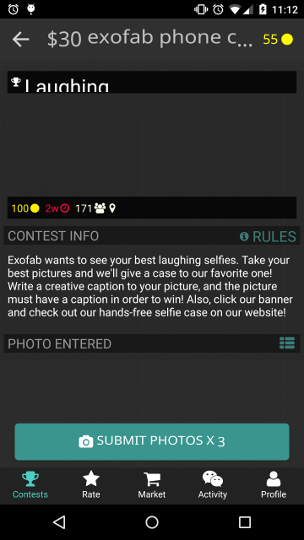 11:12
$30 exofab phone c... 55
Laughing
100 2w 171
CONTEST INFO RULES
Exofab wants to see your best laughing selfies. Take your
best pictures and we'll give a case to our favorite one!
Write a creative caption to your picture, and the picture
must have a caption in order to win! Also, click our banner
and check out our hands-free selfie case on our website!
PHOTO ENTERED
SUBMIT PHOTOS X 3
Contests Rate Market Activity Profile